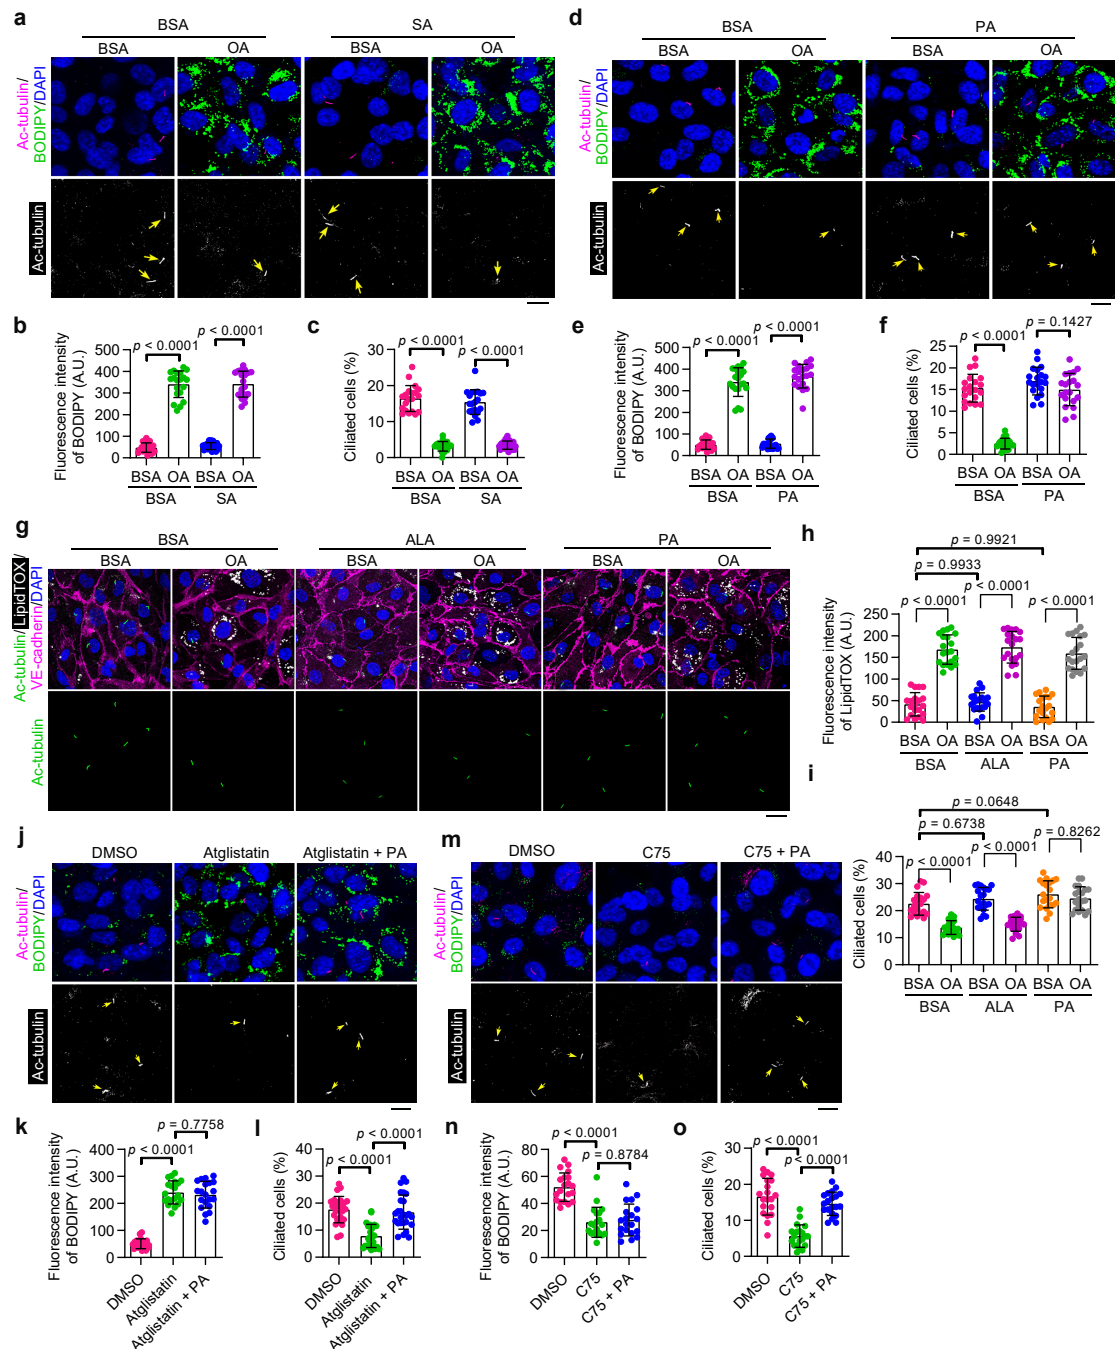 a
BSA
SA
BSA
OA
BSA
OA
Ac-tubulin/
BODIPY/DAPI
Ac-tubulin
d
BSA
PA
BSA
OA
BSA
OA
Ac-tubulin/
BODIPY/DAPI
Ac-tubulin
b
Fluorescence intensity
of BODIPY (A.U.)
p < 0.0001
p < 0.0001
400
300
200
100
0
BSA OA BSA OA
BSA SA
c
Ciliated cells (%)
p < 0.0001
p < 0.0001
30
20
10
0
BSA OA BSA OA
BSA SA
e
Fluorescence intensity
of BODIPY (A.U.)
p < 0.0001
p < 0.0001
500
400
300
200
100
0
BSA OA BSA OA
BSA PA
f
Ciliated cells (%)
p = 0.1427
p < 0.0001
25
20
15
10
5
0
BSA OA BSA OA
BSA PA
g
BSA
ALA
PA
BSA
OA
BSA
OA
BSA
OA
Ac-tubulin/LipidTOX/
VE-cadherin/DAPI
Ac-tubulin
h
Fluorescence intensity
of LipidTOX (A.U.)
p = 0.9921
p = 0.9933
p < 0.0001
p < 0.0001
p < 0.0001
250
200
150
100
50
0
BSA OA BSA OA BSA OA
BSA ALA PA
i
Ciliated cells (%)
p = 0.0648
p = 0.6738
p = 0.8262
p < 0.0001
p < 0.0001
40
30
20
10
0
BSA OA BSA OA BSA OA
BSA ALA PA
j
DMSO
Atglistatin
Atglistatin + PA
Ac-tubulin/
BODIPY/DAPI
Ac-tubulin
m
DMSO
C75
C75 + PA
Ac-tubulin/
BODIPY/DAPI
Ac-tubulin
k
Fluorescence intensity
of BODIPY (A.U.)
p = 0.7758
p < 0.0001
400
300
200
100
0
DMSO
Atglistatin
Atglistatin + PA
l
Ciliated cells (%)
p < 0.0001
p < 0.0001
40
30
20
10
0
DMSO
Atglistatin
Atglistatin + PA
n
Fluorescence intensity
of BODIPY (A.U.)
p < 0.0001
p = 0.8784
80
60
40
20
0
DMSO
C75
C75 + PA
o
Ciliated cells (%)
p < 0.0001
p < 0.0001
30
20
10
0
DMSO
C75
C75 + PA